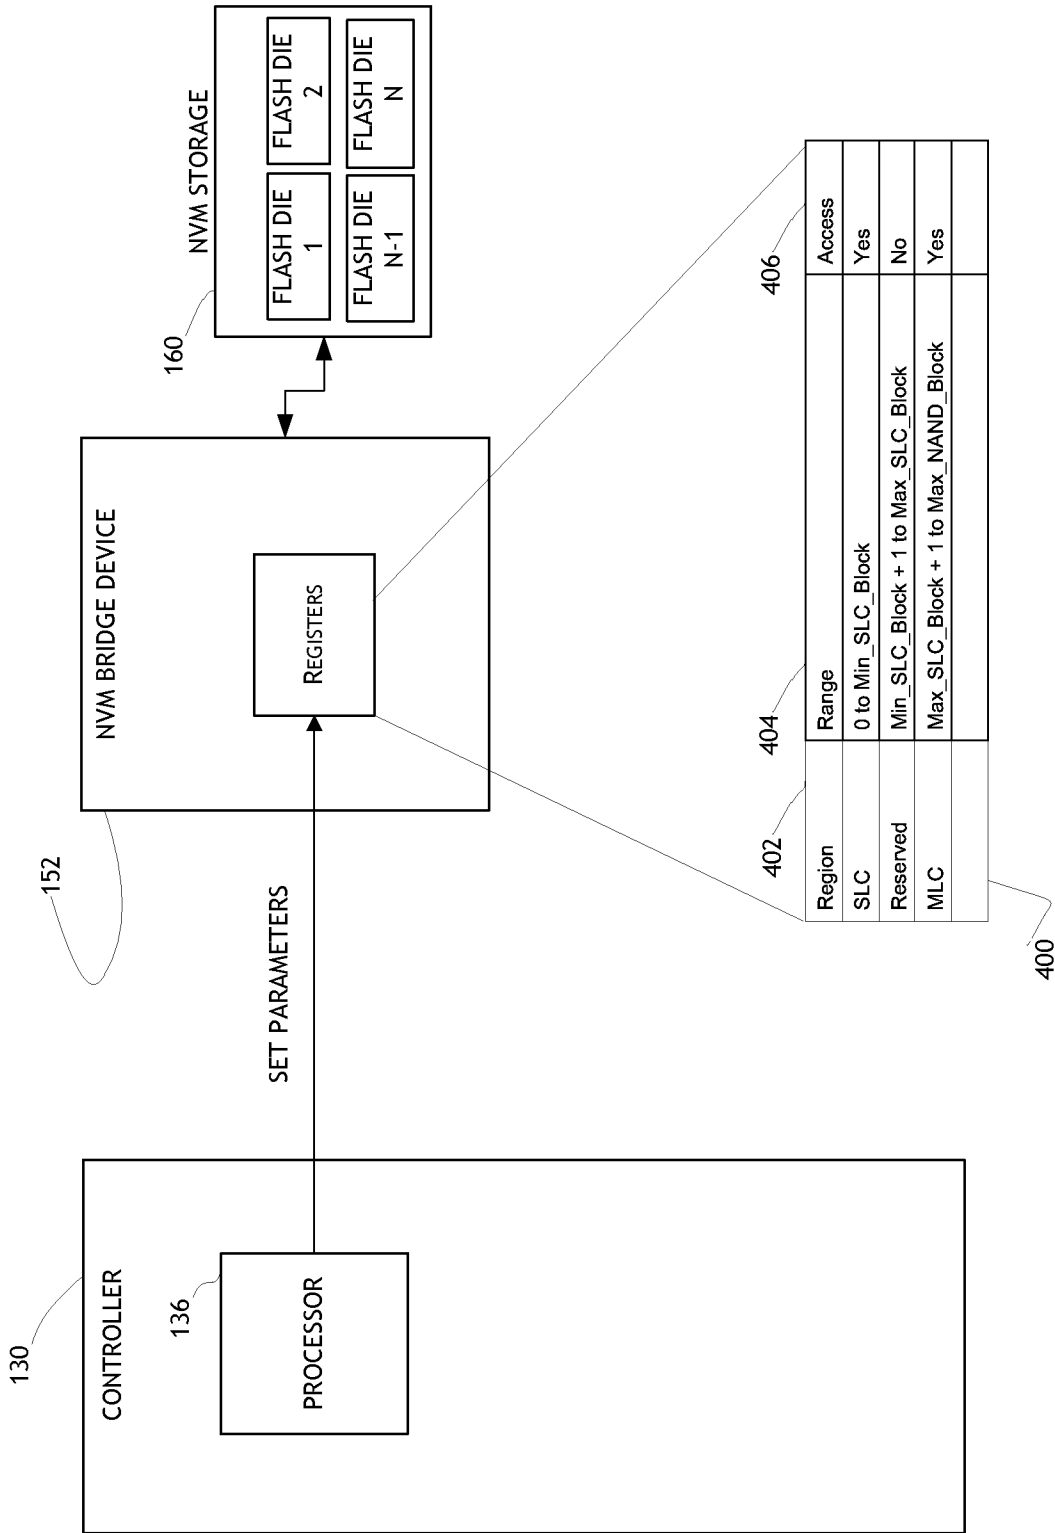 130
CONTROLLER
136
PROCESSOR
SET PARAMETERS
152
NVM BRIDGE DEVICE
REGISTERS
160
NVM STORAGE
FLASH DIE
1
FLASH DIE
2
FLASH DIE
N-1
FLASH DIE
N
400
402
404
406
Region Range Access
SLC 0 to Min_SLC_Block Yes
Reserved Min_SLC_Block + 1 to Max_SLC_Block No
MLC Max_SLC_Block + 1 to Max_NAND_Block Yes